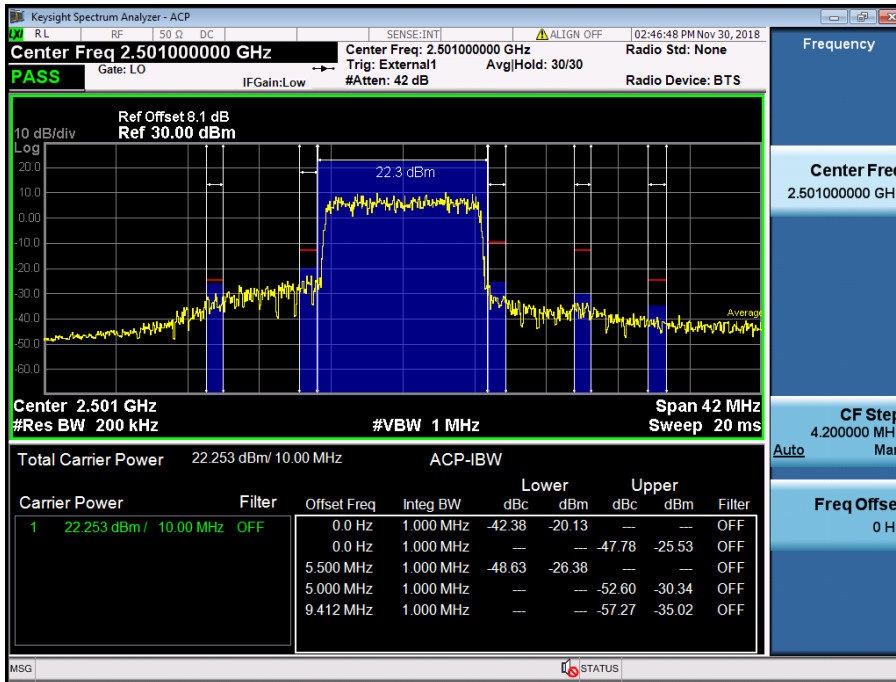 Keysight Spectrum Analyzer - ACP
LXI RL RF 50 Ω DC SENSE:INT ALIGN OFF 02:46:48 PM Nov 30, 2018
Center Freq 2.501000000 GHz
Center Freq: 2.501000000 GHz Radio Std: None
Gate: LO Trig: External1 Avg|Hold: 30/30
PASS IFGain:Low #Atten: 42 dB Radio Device: BTS
Ref Offset 8.1 dB
10 dB/div Ref 30.00 dBm
Log
20.0
22.3 dBm
10.0
0.00
-10.0
-20.0
-30.0
-40.0
Average
-50.0
-60.0
Center 2.501 GHz Span 42 MHz
#Res BW 200 kHz #VBW 1 MHz Sweep 20 ms
Total Carrier Power 22.253 dBm/ 10.00 MHz ACP-IBW
Lower Upper
Carrier Power Filter Offset Freq Integ BW dBc dBm dBc dBm Filter
1 22.253 dBm / 10.00 MHz OFF
0.0 Hz 1.000 MHz -42.38 -20.13 --- --- OFF
0.0 Hz 1.000 MHz --- --- -47.78 -25.53 OFF
5.500 MHz 1.000 MHz -48.63 -26.38 --- --- OFF
5.000 MHz 1.000 MHz --- --- -52.60 -30.34 OFF
9.412 MHz 1.000 MHz --- --- -57.27 -35.02 OFF
MSG STATUS
Frequency
Center Fre
2.501000000 GH
CF Step
4.200000 MH
Auto Ma
Freq Offse
0 H